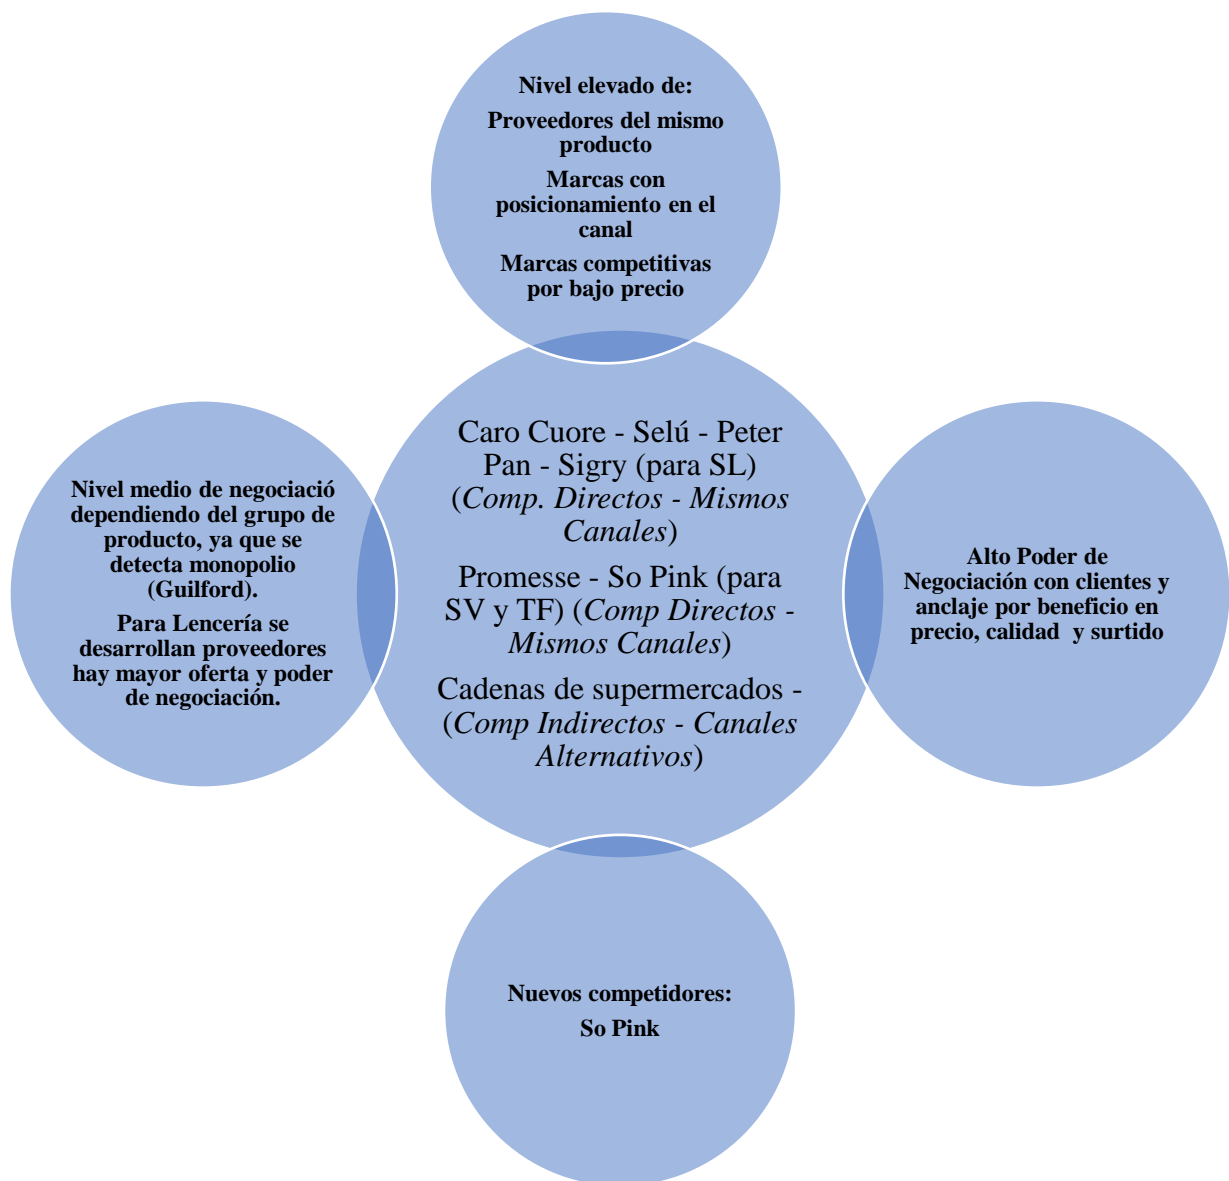 Nivel elevado de:
Proveedores del mismo
producto
Marcas con
posicionamiento en el
canal
Marcas competitivas
por bajo precio
Nivel medio de negociació
dependiendo del grupo de
producto, ya que se
detecta monopolio
(Guilford).
Para Lencería se
desarrollan proveedores
hay mayor oferta y poder
de negociación.
Caro Cuore - Selú - Peter
Pan - Sigry (para SL)
(Comp. Directos - Mismos
Canales)
Promesse - So Pink (para
SV y TF) (Comp Directos -
Mismos Canales)
Cadenas de supermercados -
(Comp Indirectos - Canales
Alternativos)
Alto Poder de
Negociación con clientes y
anclaje por beneficio en
precio, calidad y surtido
Nuevos competidores:
So Pink